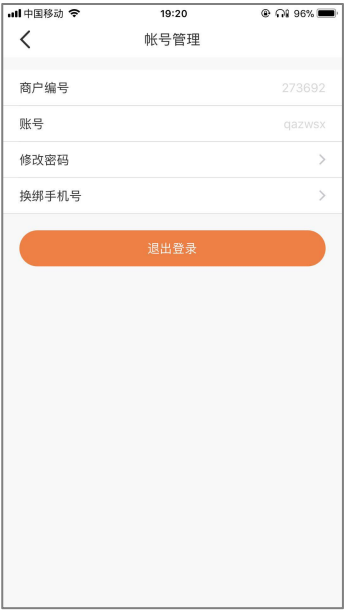 中国移动 19:20 96%
帐号管理
商户编号 273692
账号 qazwsx
修改密码
换绑手机号
退出登录